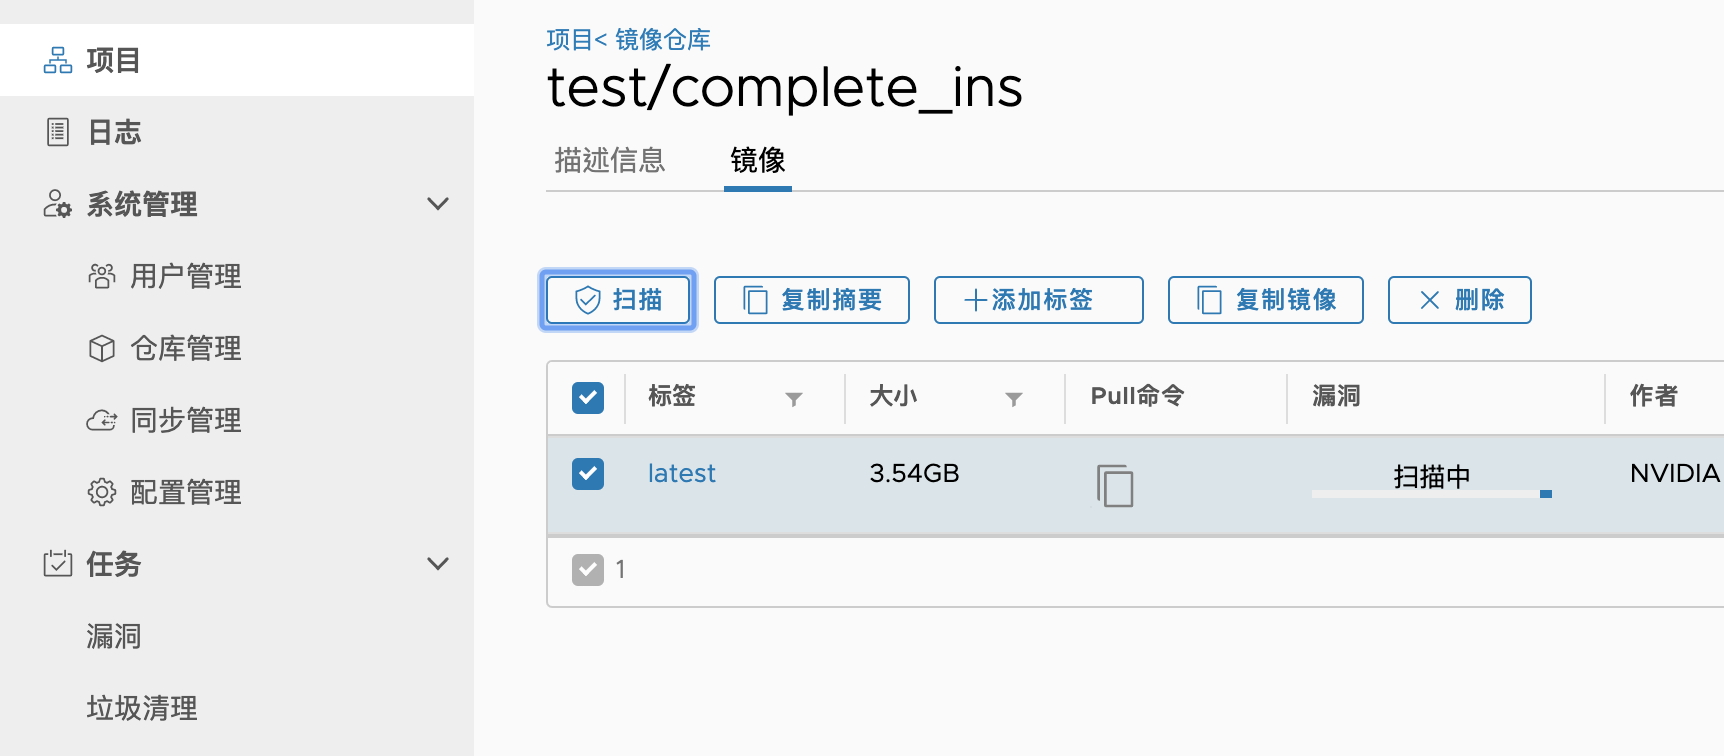 项目
日志
系统管理
用户管理
仓库管理
同步管理
配置管理
任务
漏洞
垃圾清理
项目< 镜像仓库
test/complete_ins
描述信息 镜像
扫描 复制摘要 +添加标签 复制镜像 × 删除
标签 大小 Pull命令 漏洞 作者
latest 3.54GB 扫描中 NVIDIA
1